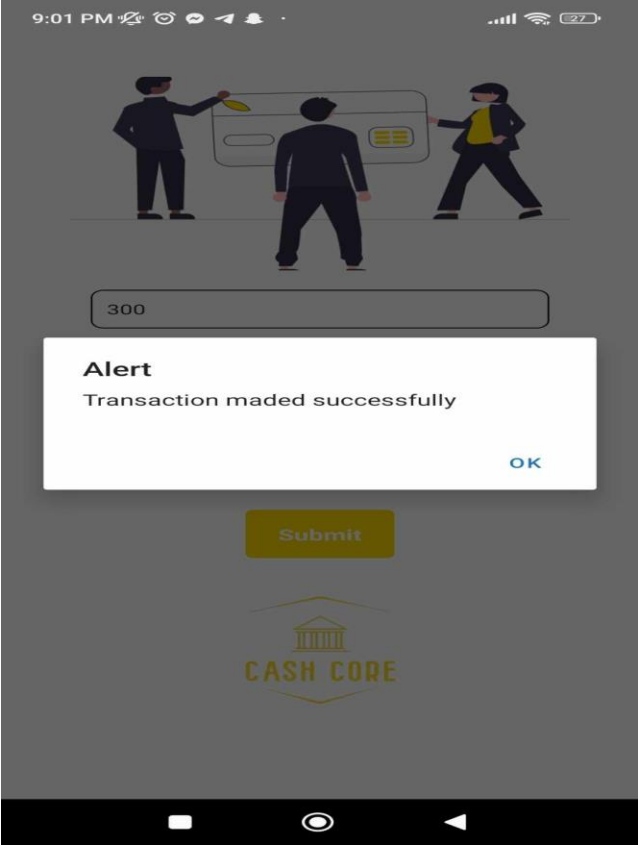 9:01 PM
27
300
Alert
Transaction maded successfully
OK
Submit
CASH CORE